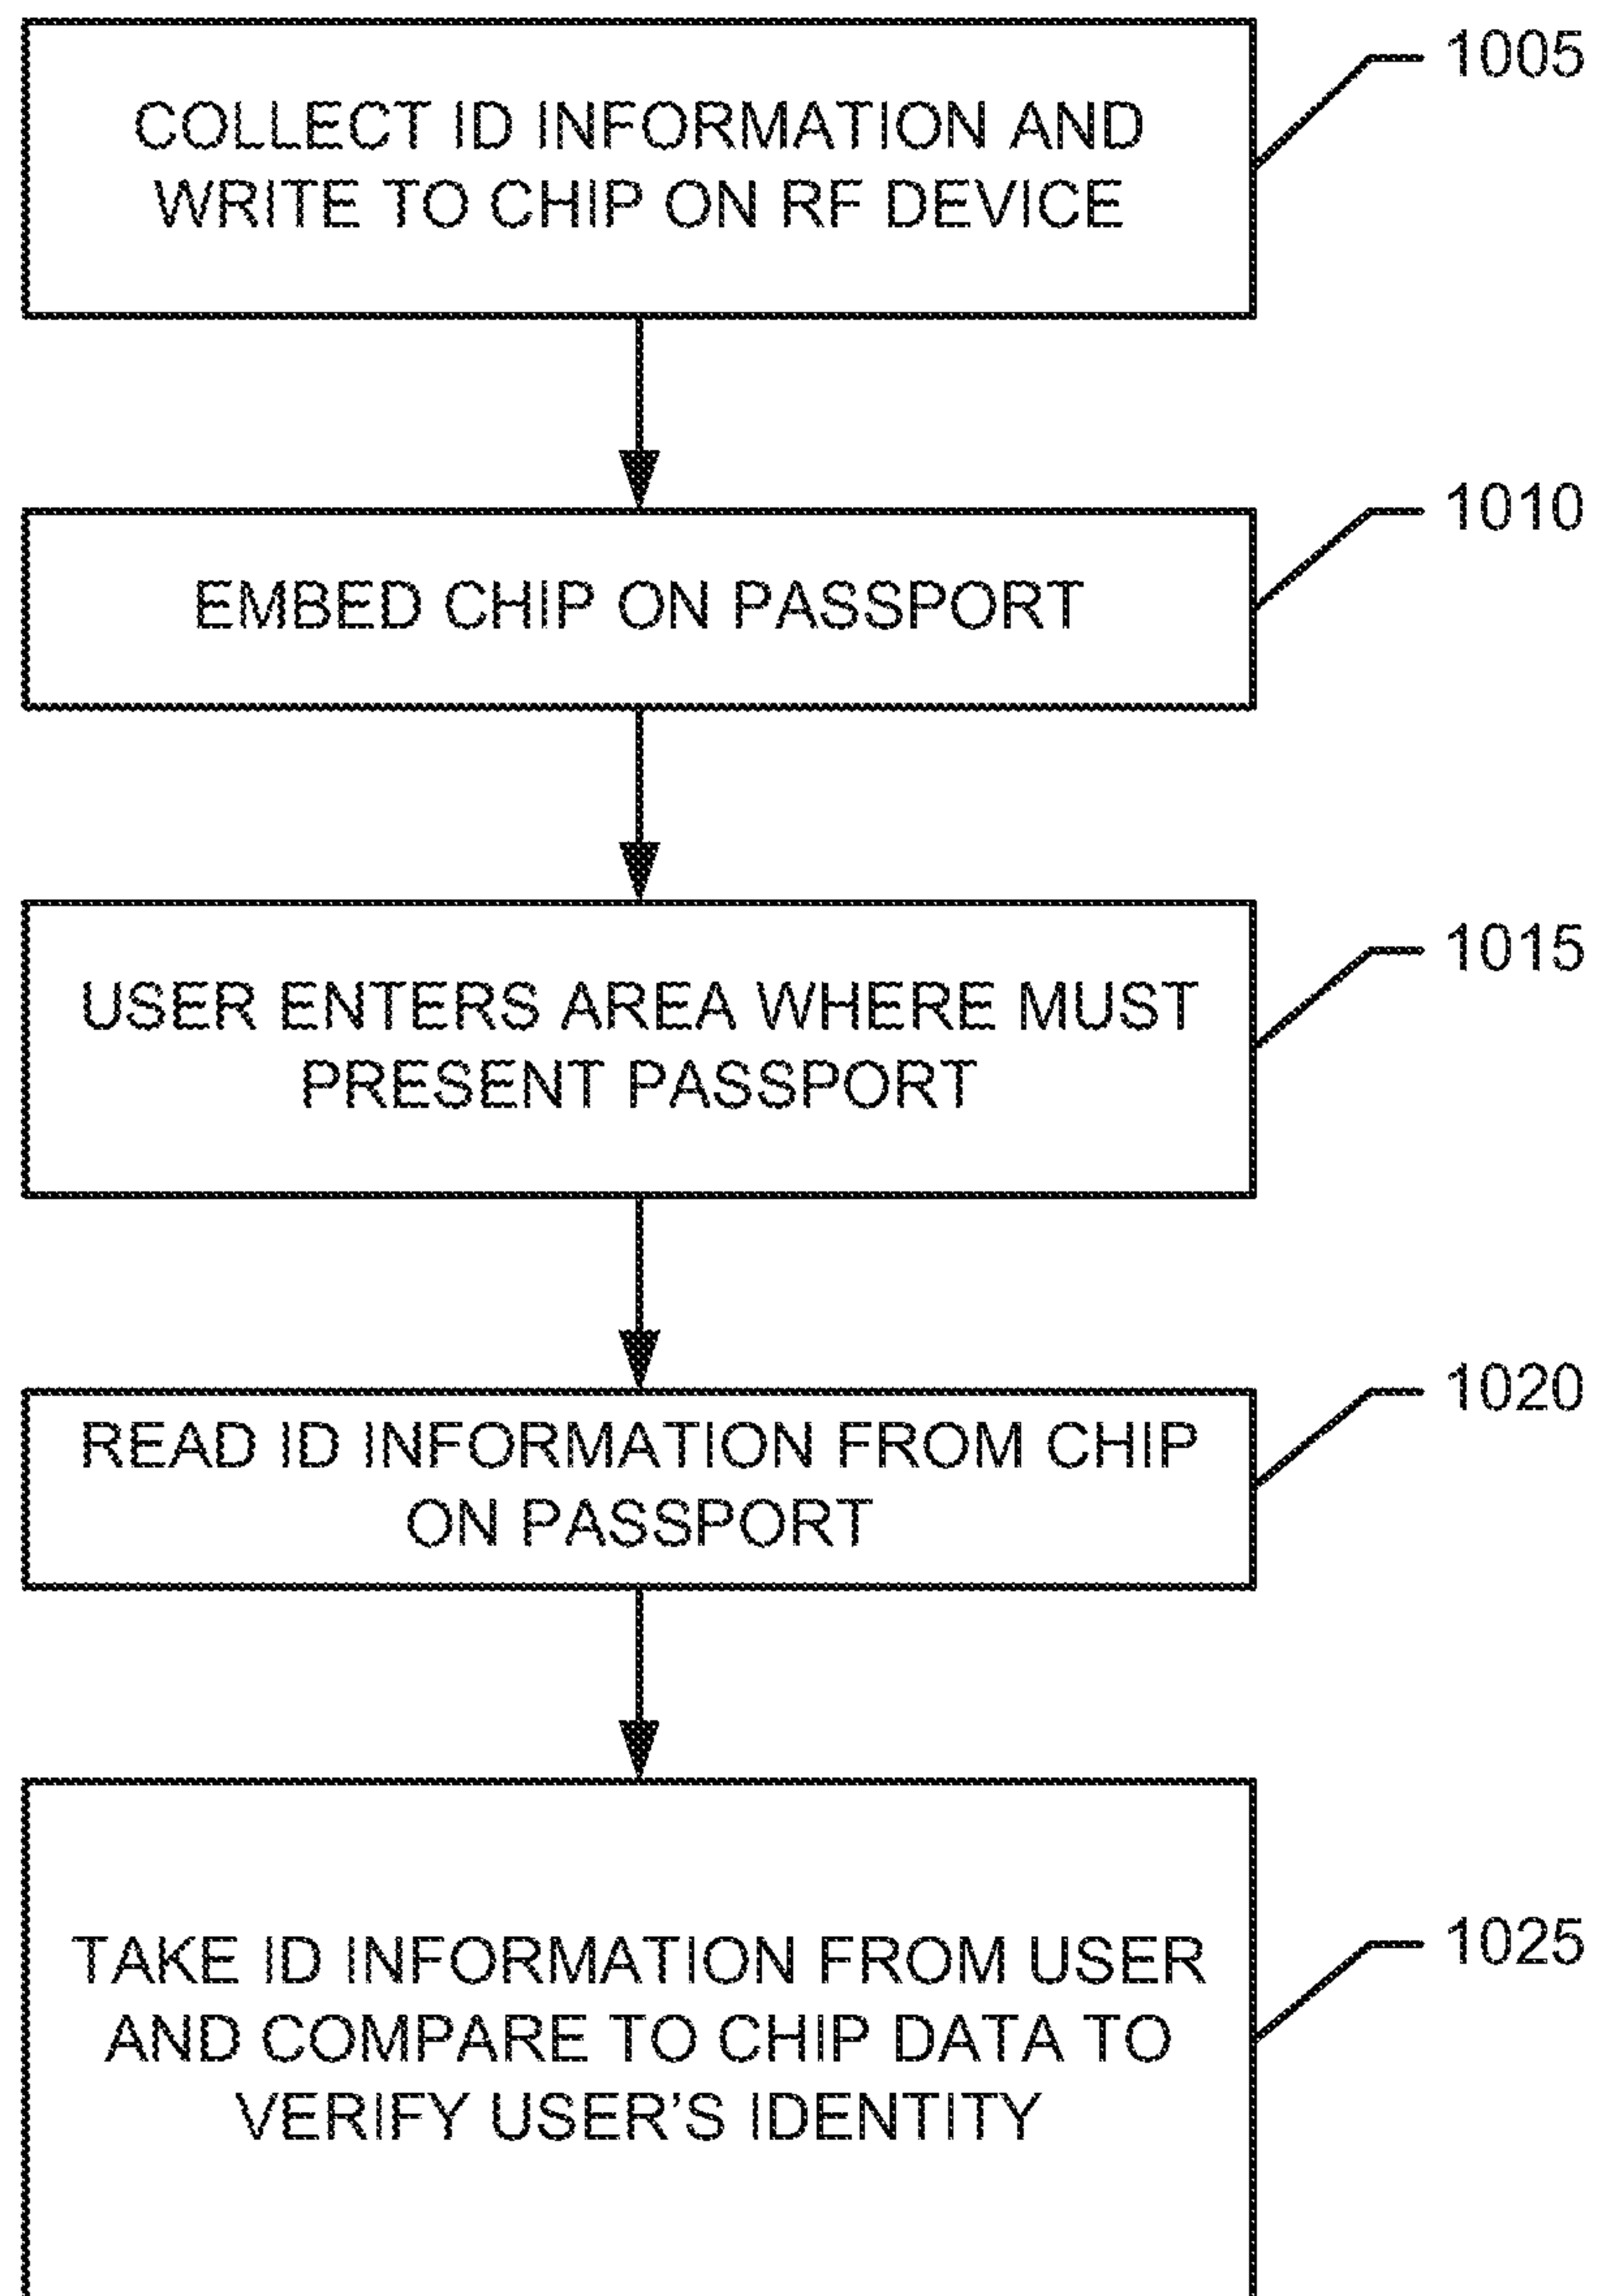 1005
COLLECT ID INFORMATION AND
WRITE TO CHIP ON RF DEVICE
1010
EMBED CHIP ON PASSPORT
1015
USER ENTERS AREA WHERE MUST
PRESENT PASSPORT
1020
READ ID INFORMATION FROM CHIP
ON PASSPORT
1025
TAKE ID INFORMATION FROM USER
AND COMPARE TO CHIP DATA TO
VERIFY USER'S IDENTITY